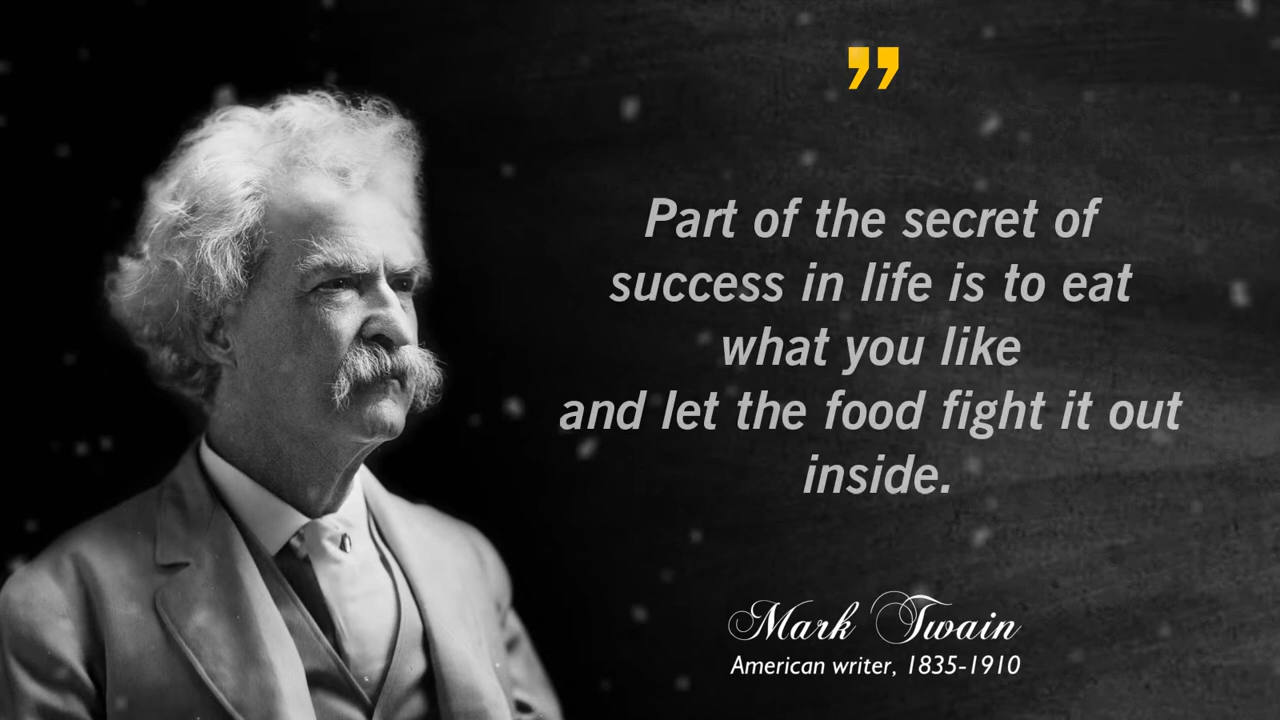 ”
Part of the secret of
success in life is to eat
what you like
and let the food fight it out
inside.
Mark Twain
American writer, 1835-1910